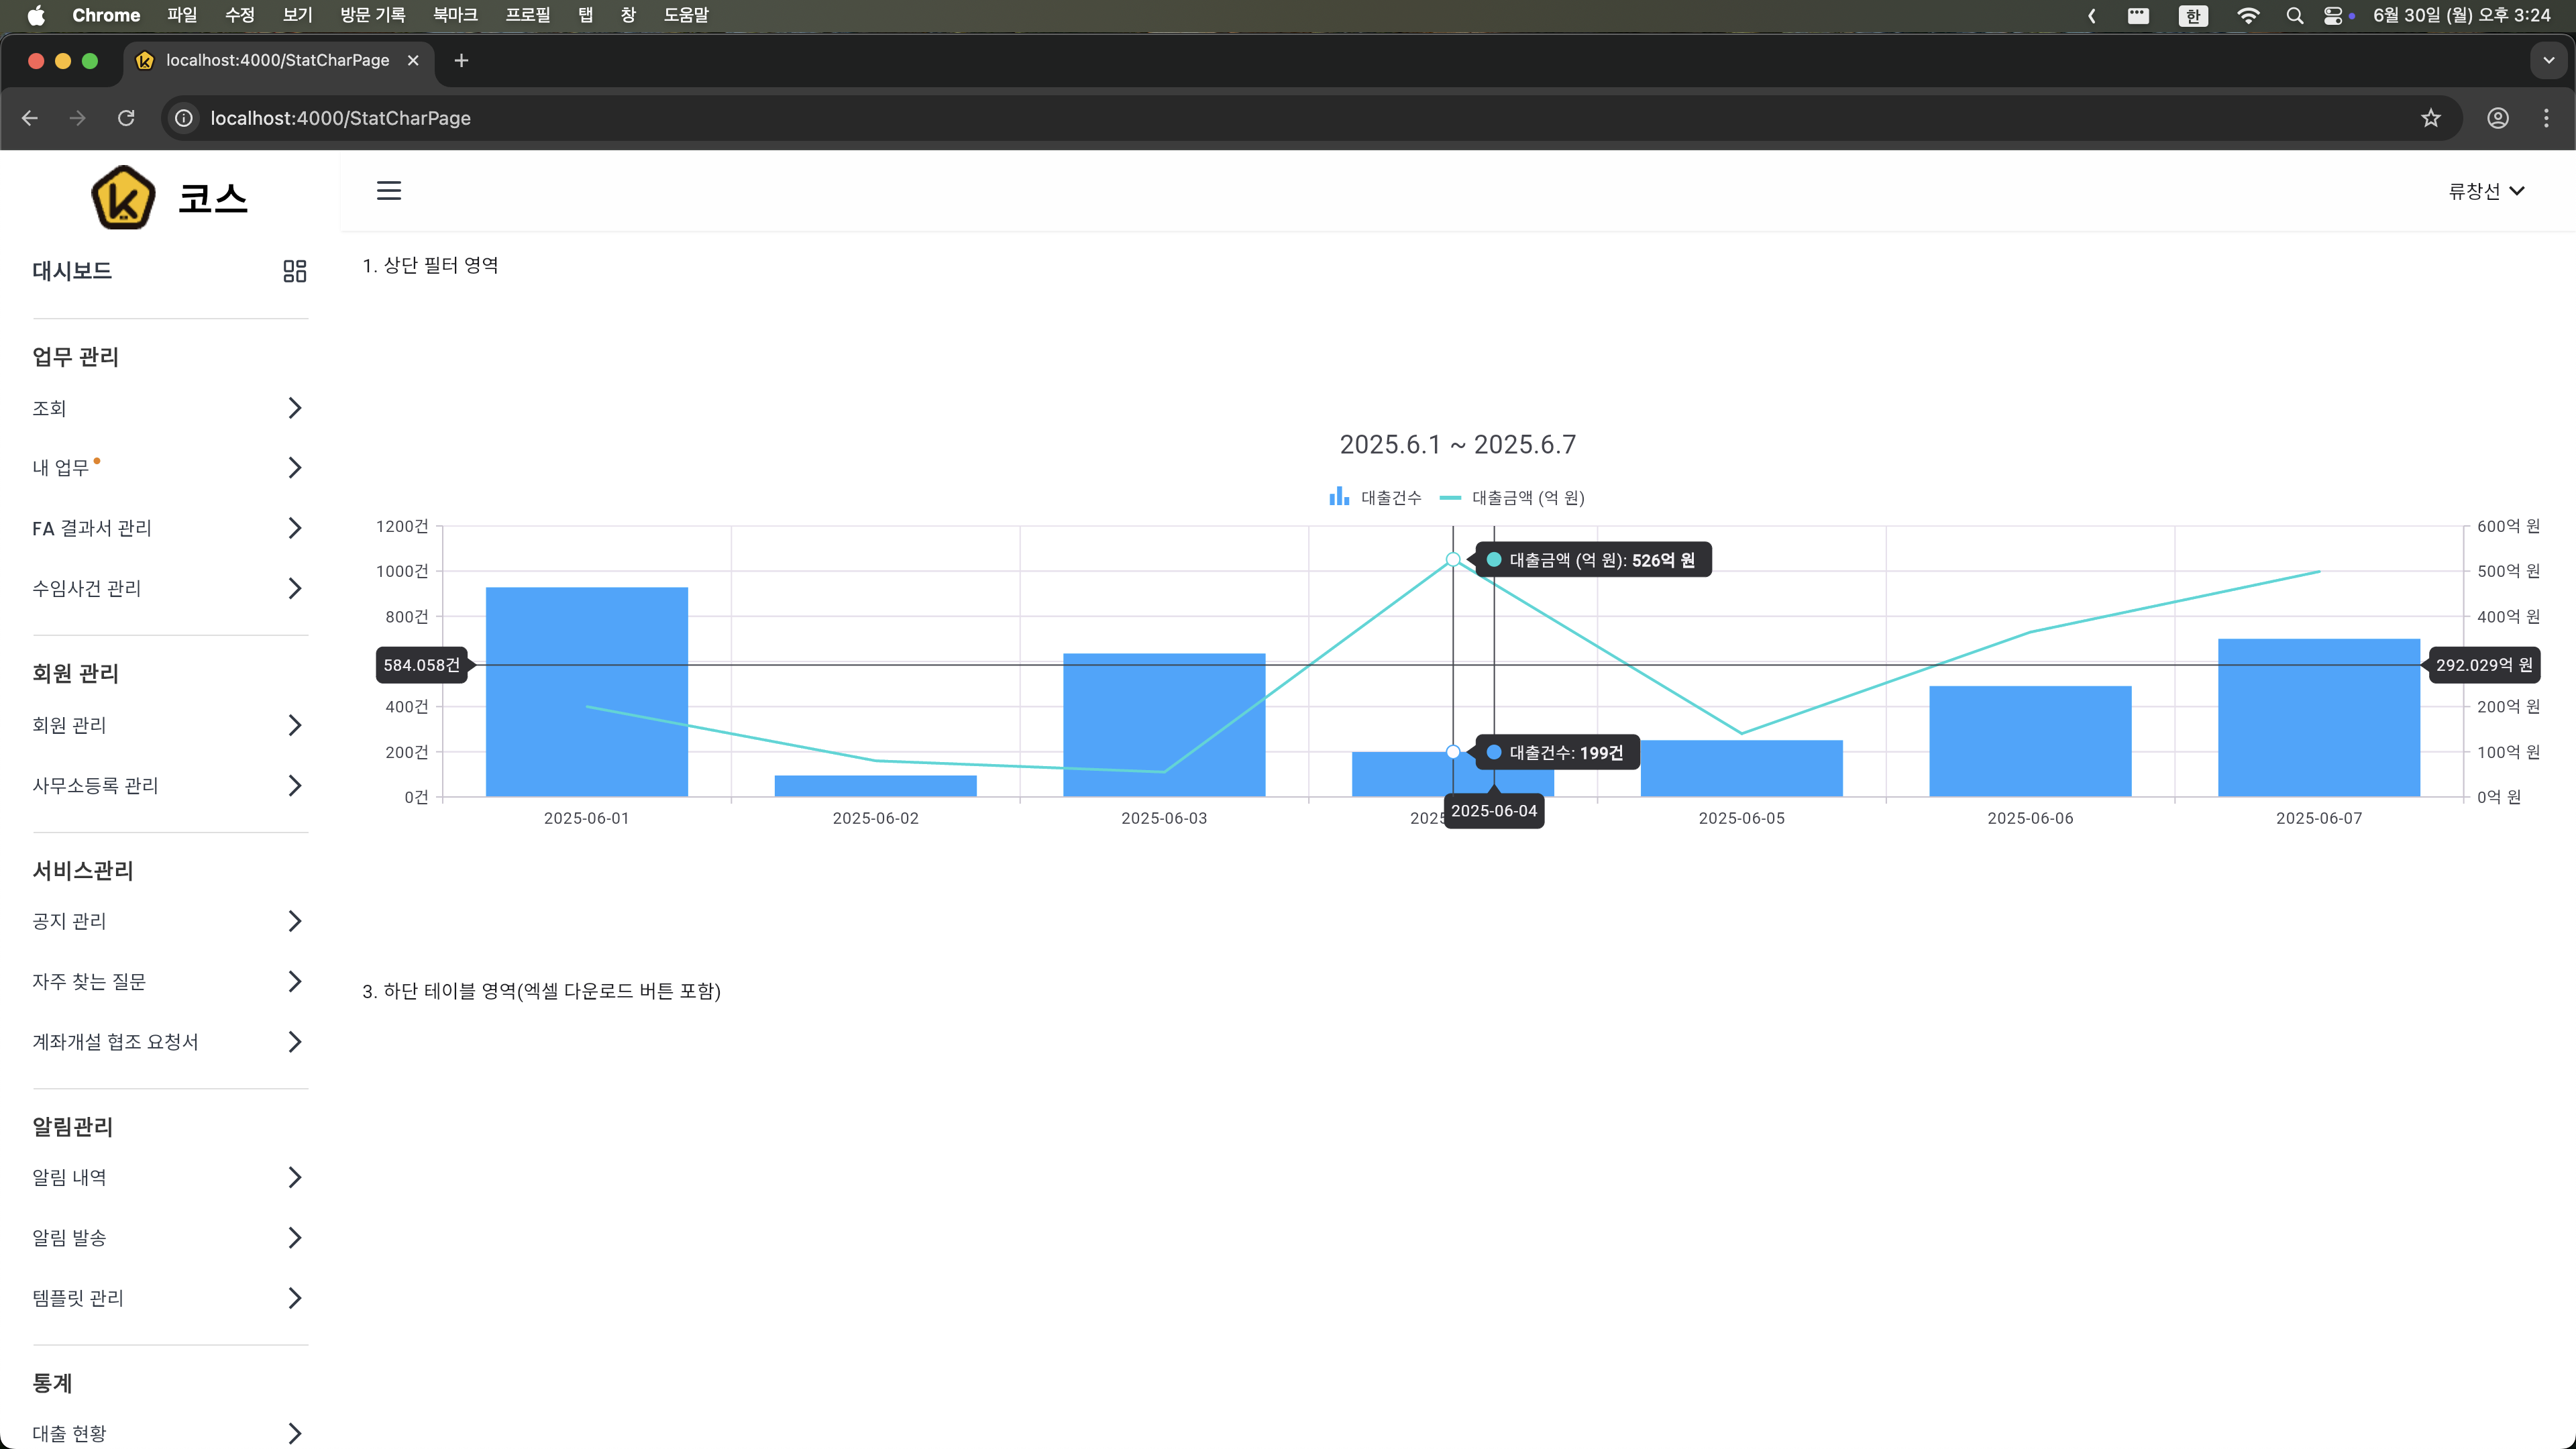 Chrome 파일 수정 보기 방문 기록 북마크 프로필 탭 창 도움말 한 6월 30일 (월) 오후 3:24
localhost:4000/StatCharPage
localhost:4000/StatCharPage
코스
류창선
대시보드
업무 관리
조회
내 업무
FA 결과서 관리
수임사건 관리
회원 관리
회원 관리
사무소등록 관리
서비스관리
공지 관리
자주 찾는 질문
계좌개설 협조 요청서
알림관리
알림 내역
알림 발송
템플릿 관리
통계
대출 현황
1. 상단 필터 영역
2025.6.1 ~ 2025.6.7
대출건수 대출금액 (억 원)
1200건 600억 원
대출금액 (억 원): 526억 원
1000건 500억 원
800건 400억 원
584.058건 292.029억 원
400건 200억 원
200건 대출건수: 199건 100억 원
0건 0억 원
2025-06-01 2025-06-02 2025-06-03 2025 2025-06-04 2025-06-05 2025-06-06 2025-06-07
3. 하단 테이블 영역(엑셀 다운로드 버튼 포함)